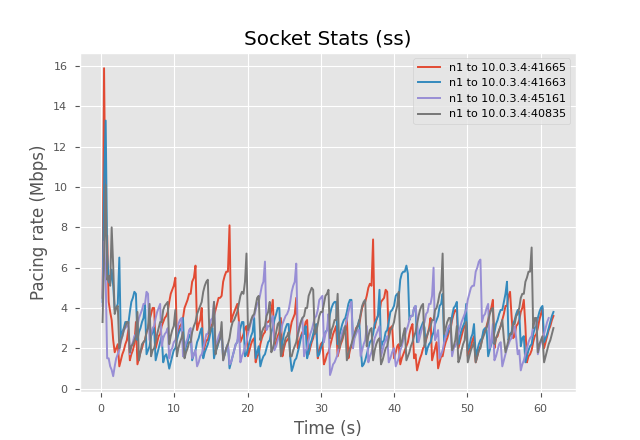 Socket Stats (ss)
n1 to 10.0.3.4:41665
n1 to 10.0.3.4:41663
n1 to 10.0.3.4:45161
n1 to 10.0.3.4:40835
Pacing rate (Mbps)
16
14
12
10
8
6
4
2
0
0 10 20 30 40 50 60
Time (s)